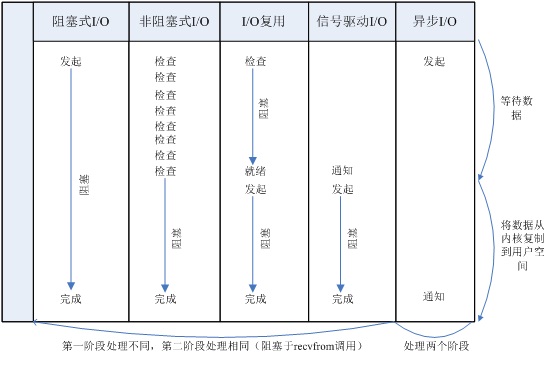 阻塞式I/O 非阻塞式I/O I/O复用 信号驱动I/O 异步I/O
发起 检查 检查 发起
检查
检查
检查
检查
检查
检查
检查 就绪 通知
发起 发起
阻塞 阻塞 阻塞 阻塞 阻塞
完成 完成 完成 完成 通知
等待数
据
将数据从
内核复制
到用户空
间
第一阶段处理不同，第二阶段处理相同（阻塞于recvfrom调用） 处理两个阶段